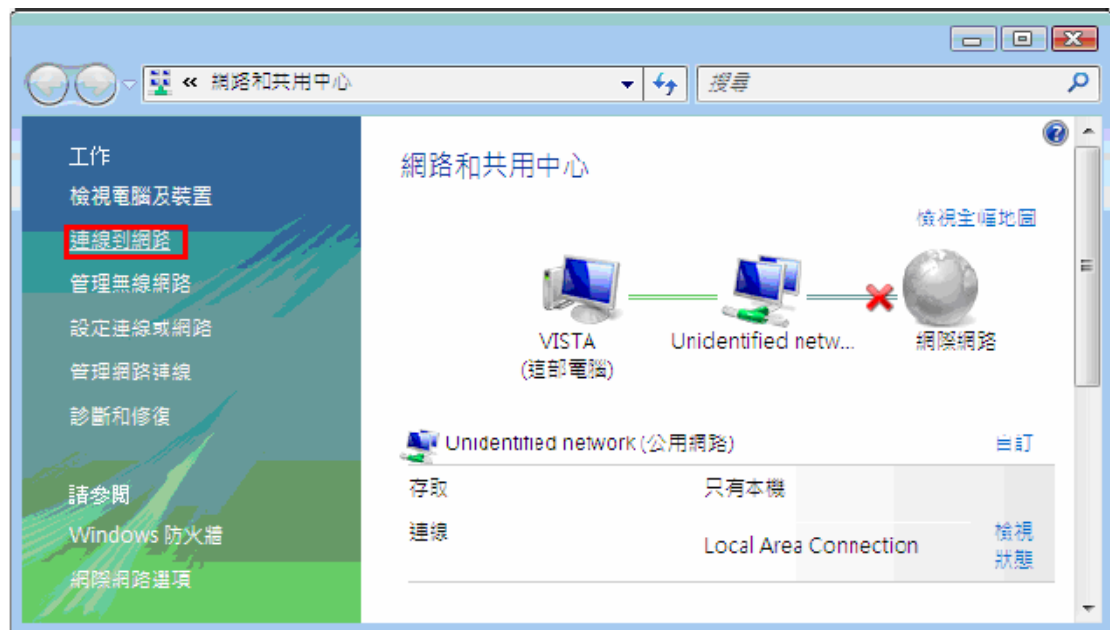 « 網路和共用中心
搜尋
工作
檢視電腦及裝置
連線到網路
管理無線網路
設定連線或網路
管理網路連線
診斷和修復
請參閱
Windows 防火牆
網際網路選項
網路和共用中心
檢視全幅地圖
VISTA
(這部電腦)
Unidentified netw...
網際網路
Unidentified network (公用網路)
自訂
存取
只有本機
連線
Local Area Connection
檢視
狀態